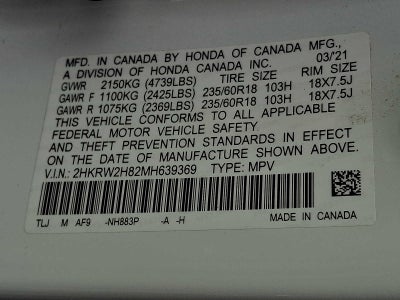 MFD. IN CANADA BY HONDA OF CANADA MFG.,
A DIVISION OF HONDA CANADA INC. 03/'21
GVWR 2150KG (4739LBS) TIRE SIZE RIM SIZE
GAWR F 1100KG (2425LBS) 235/60R18 103H 18X7.5J
GAWR R 1075KG (2369LBS) 235/60R18 103H 18X7.5J
THIS VEHICLE CONFORMS TO ALL APPLICABLE
FEDERAL MOTOR VEHICLE SAFETY
AND THEFT PREVENTION STANDARDS IN EFFECT
ON THE DATE OF MANUFACTURE SHOWN ABOVE.
V.I.N.: 2HKRW2H82MH639369 TYPE: MPV
TLJ M AF9 -NH883P -A -H MADE IN CANADA